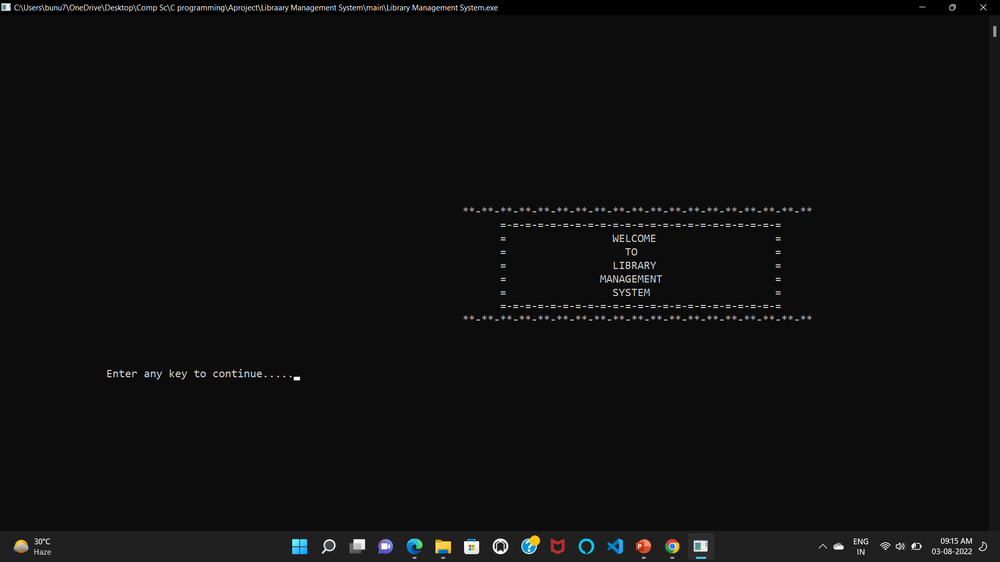 C:\Users\bunu7\OneDrive\Desktop\Comp Sc\C programming\Aproject\Libraary Management System\main\Library Management System.exe
**-**-**-**-**-**-**-**-**-**-**-**-**-**-**-**-**-**-**
=-=-=-=-=-=-=-=-=-=-=-=-=-=-=-=-=-=-=-=-=-=-=
= WELCOME =
= TO =
= LIBRARY =
= MANAGEMENT =
= SYSTEM =
=-=-=-=-=-=-=-=-=-=-=-=-=-=-=-=-=-=-=-=-=-=-=
**-**-**-**-**-**-**-**-**-**-**-**-**-**-**-**-**-**-**
Enter any key to continue.....
30°C
Haze
ENG
IN
09:15 AM
03-08-2022